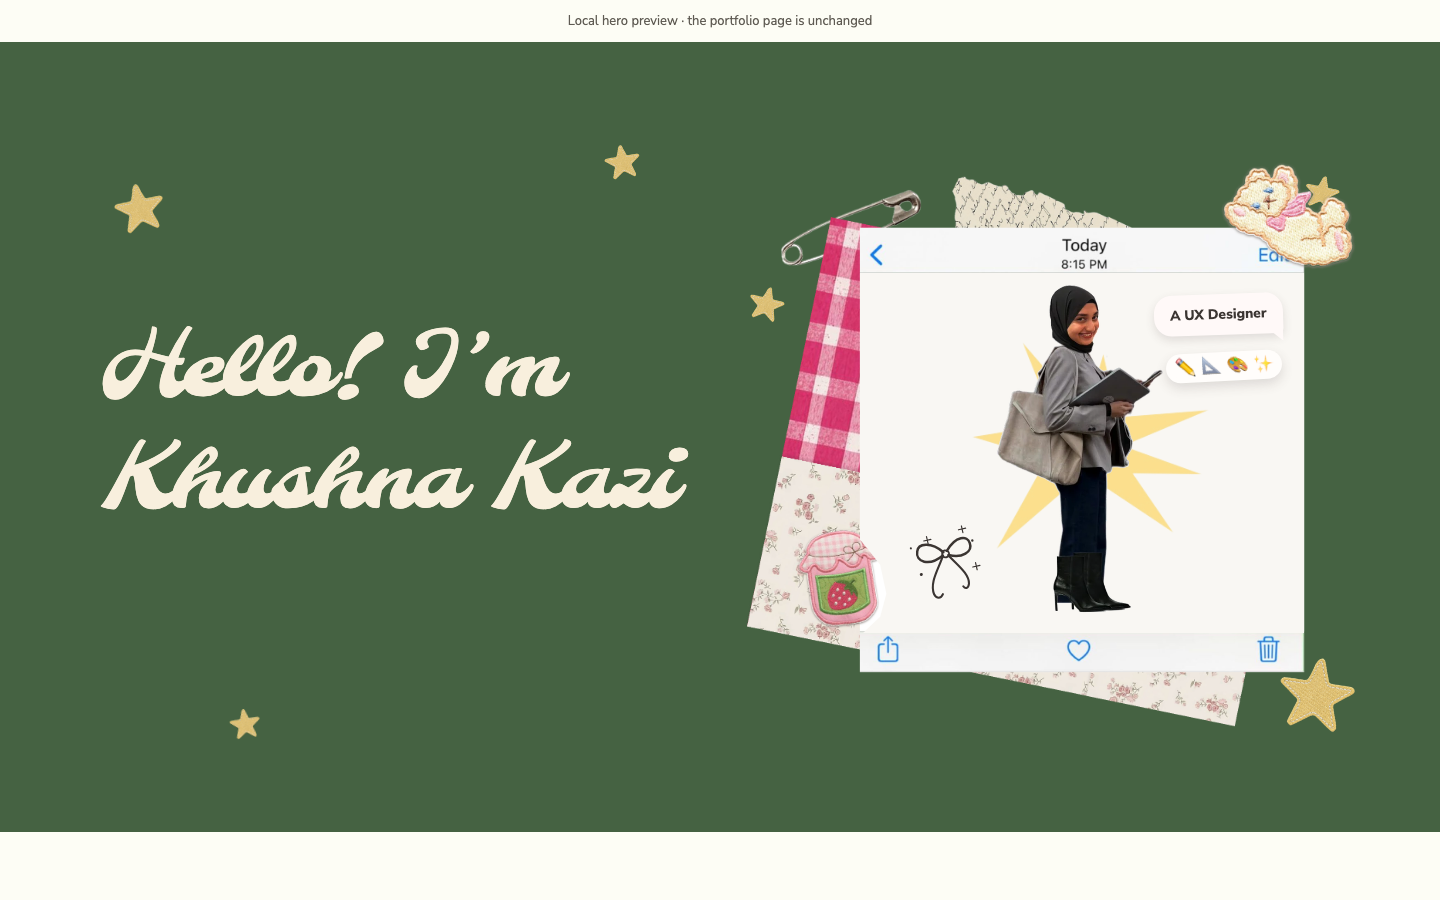 Local hero preview · the portfolio page is unchanged
Hello! I’m
Khushna Kazi
Today
8:15 PM
A UX Designer